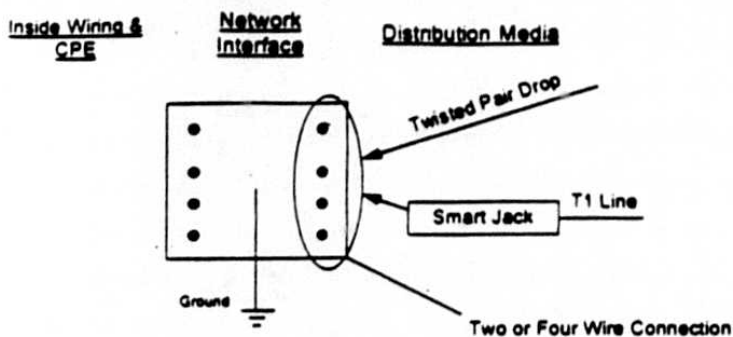 Inside Wiring &
CPE
Network
Interface
Distribution Media
Twisted Pair Drop
Smart Jack
T1 Line
Ground
Two or Four Wire Connection